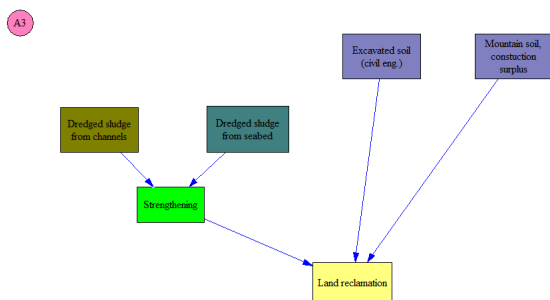 A3
Excavated soil
(civil eng.)
Mountain soil,
constuction
surplus
Dredged sludge
from channels
Dredged sludge
from seabed
Strengthening
Land reclamation